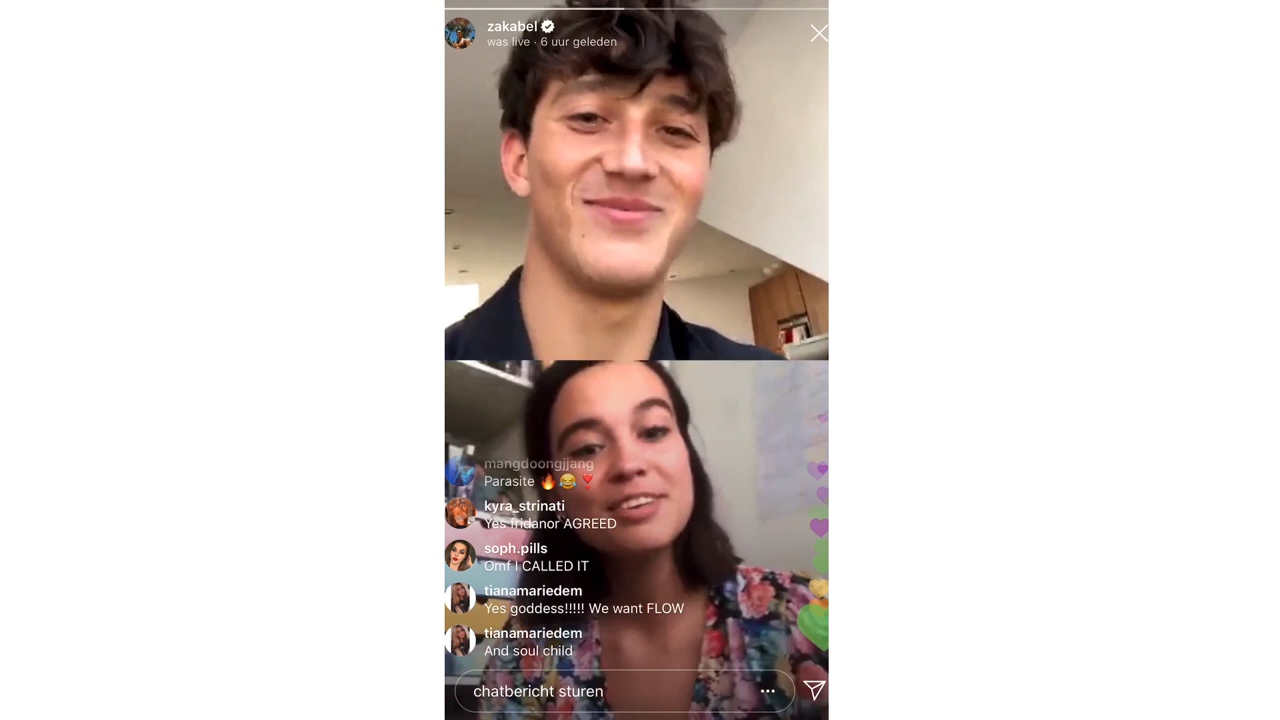 zakabel
was live · 6 uur geleden
mangdoongjjang
Parasite 🔥😂❣️
kyra_strinati
Yes fridanor AGREED
soph.pills
Omf I CALLED IT
tianamariedem
Yes goddess!!!!! We want FLOW
tianamariedem
And soul child
chatbericht sturen